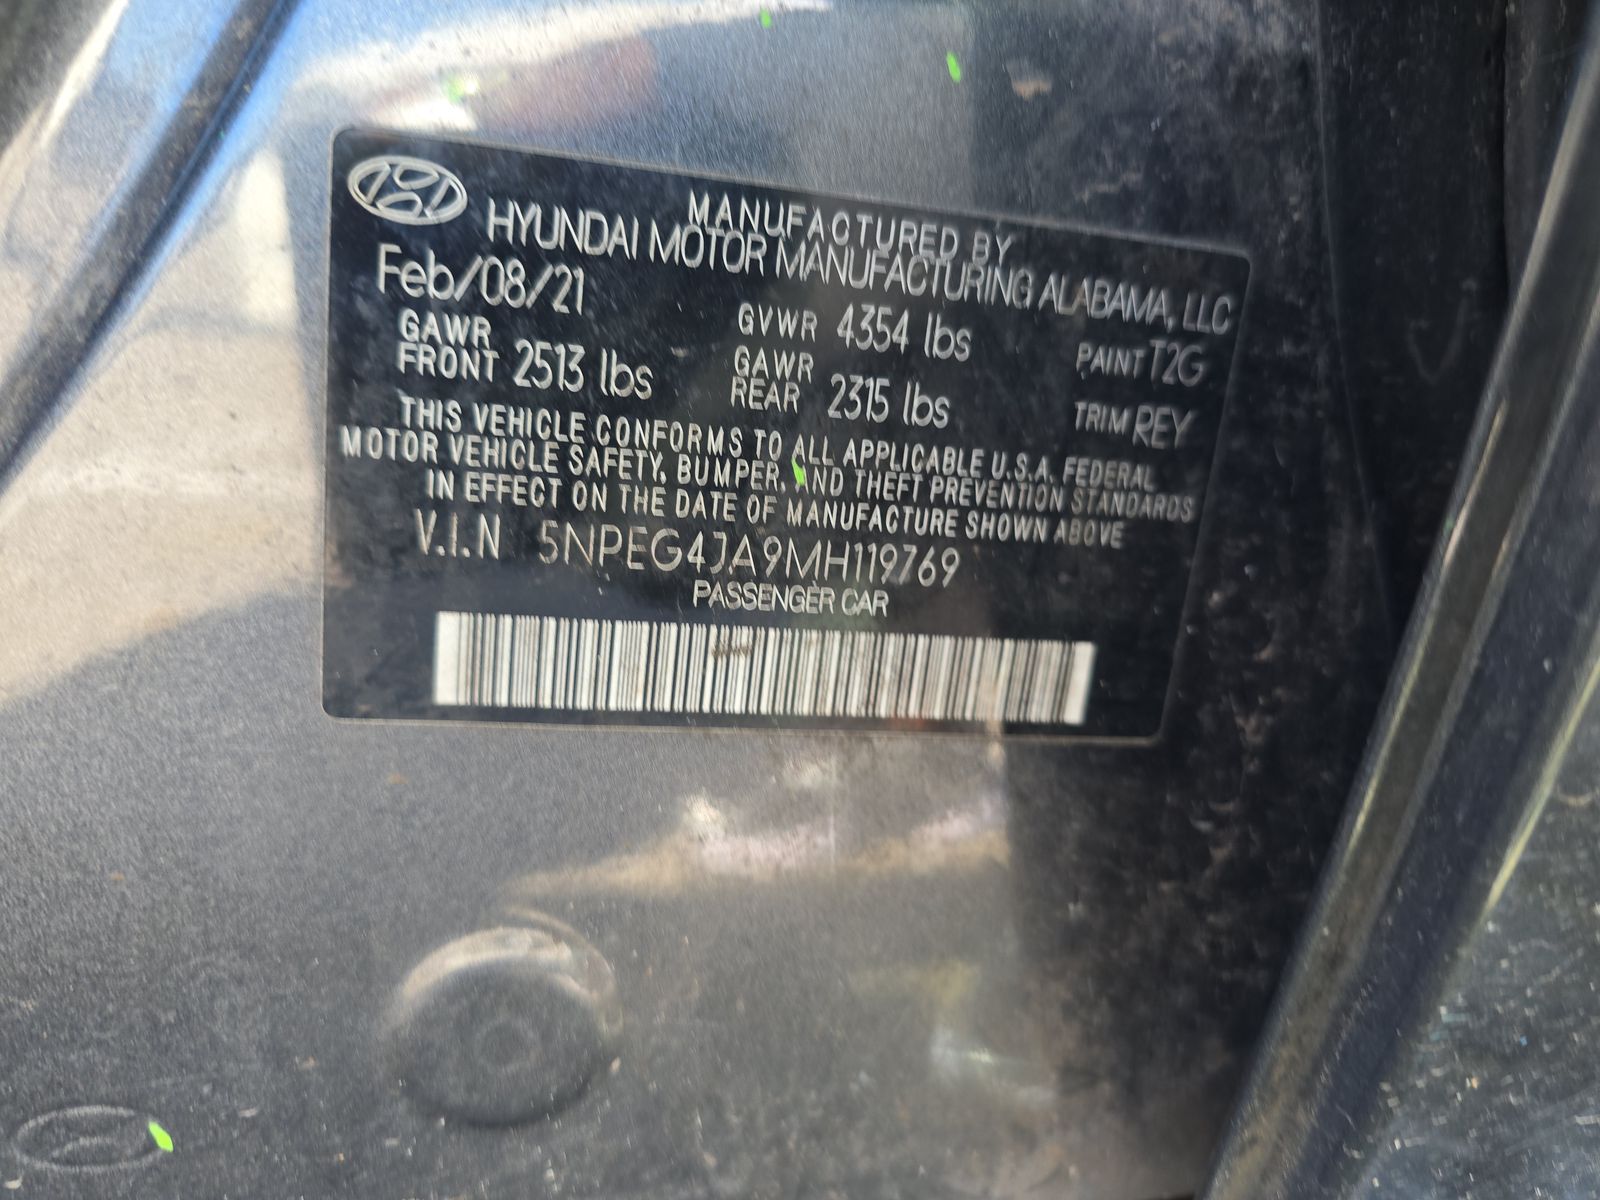 MANUFACTURED BY
HYUNDAI MOTOR MANUFACTURING ALABAMA, LLC
Feb/08/21
GVWR 4354 lbs
PAINT T2G
GAWR FRONT 2513 lbs
GAWR REAR 2315 lbs
TRIM REY
THIS VEHICLE CONFORMS TO ALL APPLICABLE U.S.A. FEDERAL
MOTOR VEHICLE SAFETY, BUMPER, AND THEFT PREVENTION STANDARDS
IN EFFECT ON THE DATE OF MANUFACTURE SHOWN ABOVE
V.I.N 5NPEG4JA9MH119769
PASSENGER CAR